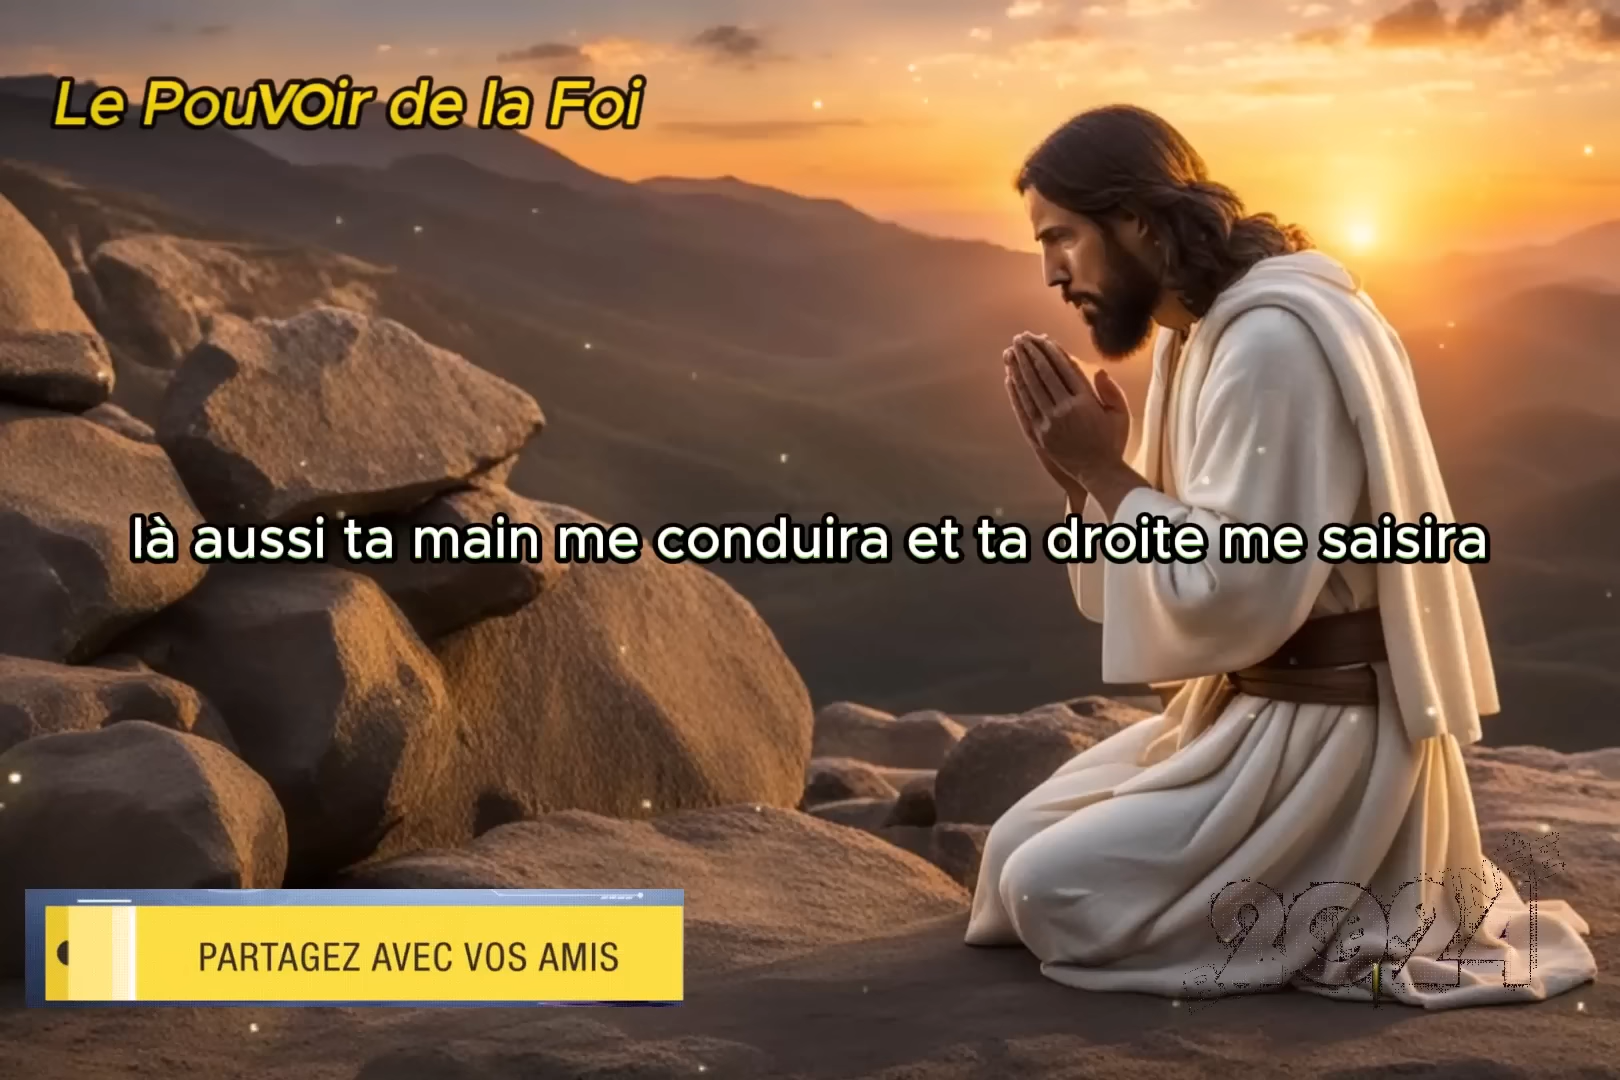 Le PouVOir de la Foi
là aussi ta main me conduira et ta droite me saisira
PARTAGEZ AVEC VOS AMIS
2024